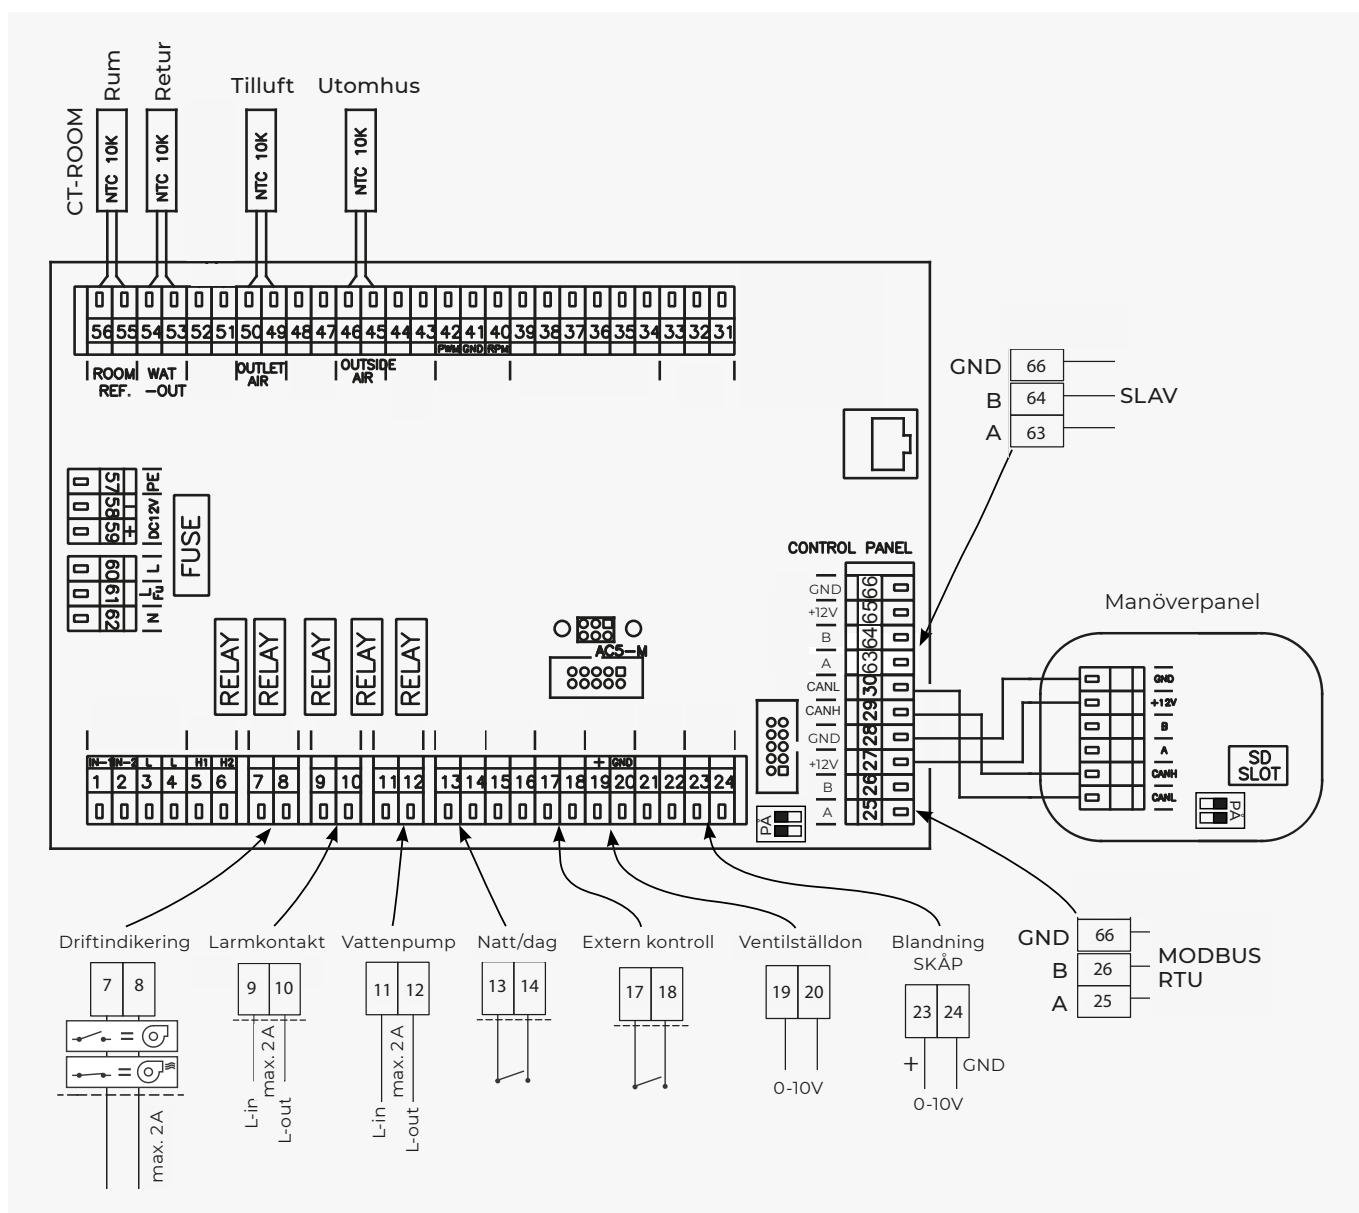 CT-ROOM
Rum
Retur
Tilluft
Utomhus
NTC 10K
NTC 10K
NTC 10K
NTC 10K
56 55 54 53 52 51 50 49 48 47 46 45 44 43 42 41 40 39 38 37 36 35 34 33 32 31
PWM GND RPM
ROOM REF.
WAT -OUT
OUTLET AIR
OUTSIDE AIR
GND 66
B 64
A 63
SLAV
57 58 59
PE
- +
DC12V
60 61 62
L
L Fu
N
FUSE
RELAY
RELAY
RELAY
RELAY
RELAY
AC5-M
CONTROL PANEL
GND 66
+12V 65
B 64
A 63
CANL 30
CANH 29
GND 28
+12V 27
B 26
A 25
PÅ
Manöverpanel
GND
+12V
B
A
CANH
CANL
SD SLOT
PÅ
IN-1 IN-2 L L H1 H2 + GND
1 2 3 4 5 6 7 8 9 10 11 12 13 14 15 16 17 18 19 20 21 22 23 24
Driftindikering
7 8
=
=
max. 2 A
Larmkontakt
9 10
L-in
max. 2 A
L-out
Vattenpump
11 12
L-in
max. 2 A
L-out
Natt/dag
13 14
Extern kontroll
17 18
Ventilställdon
19 20
0-10V
Blandning
SKÅP
23 24
+ GND
0-10V
GND 66
B 26
A 25
MODBUS
RTU